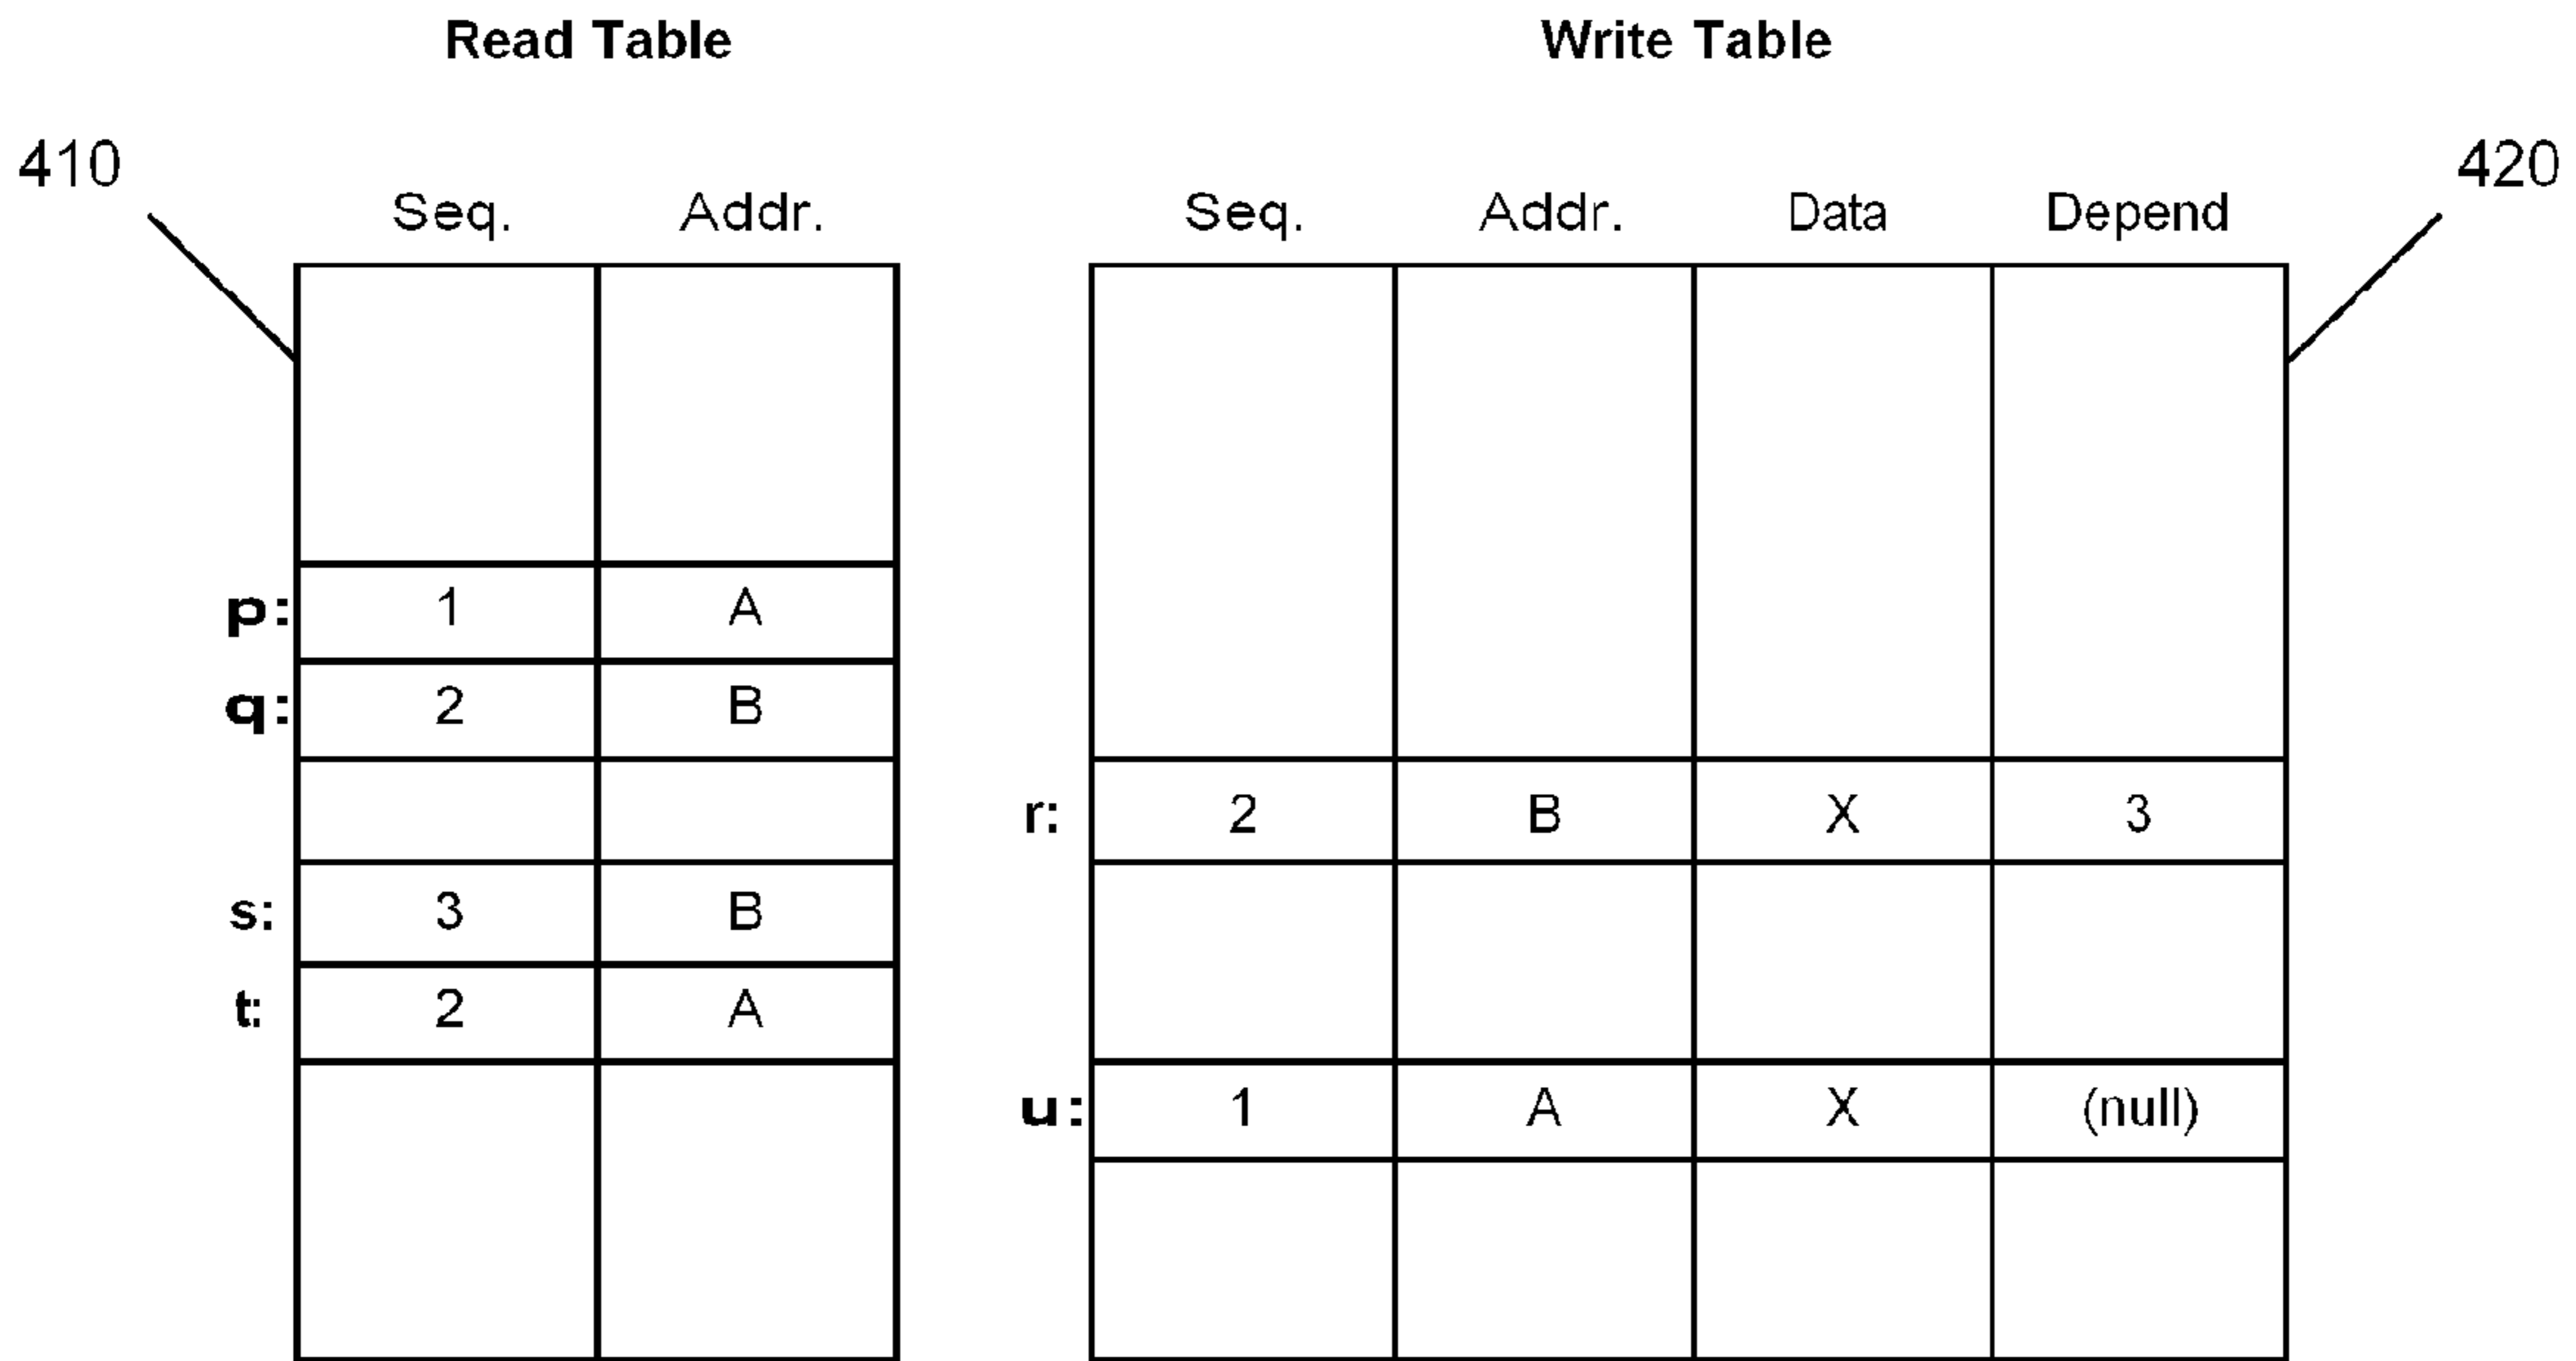 Read Table Write Table
410 420
Seq. Addr. Seq. Addr. Data Depend
p: 1 A
q: 2 B
r: 2 B X 3
s: 3 B
t: 2 A
u: 1 A X (null)